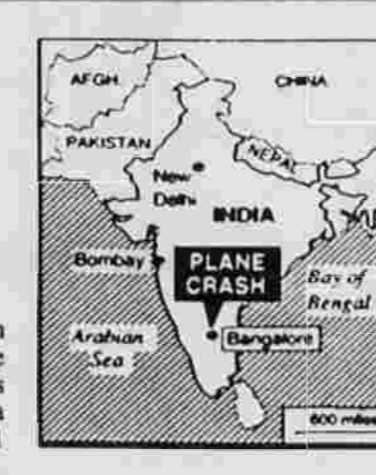 AFGH.
CHINA
PAKISTAN
NEPAL
New
Delhi
INDIA
Bombay
PLANE
CRASH
Bay of
Bengal
Arabian
Sea
Bangalore
600 miles